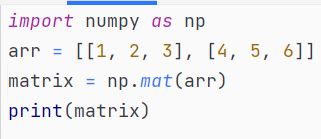 import numpy as np
arr = [[1, 2, 3], [4, 5, 6]]
matrix = np.mat(arr)
print(matrix)